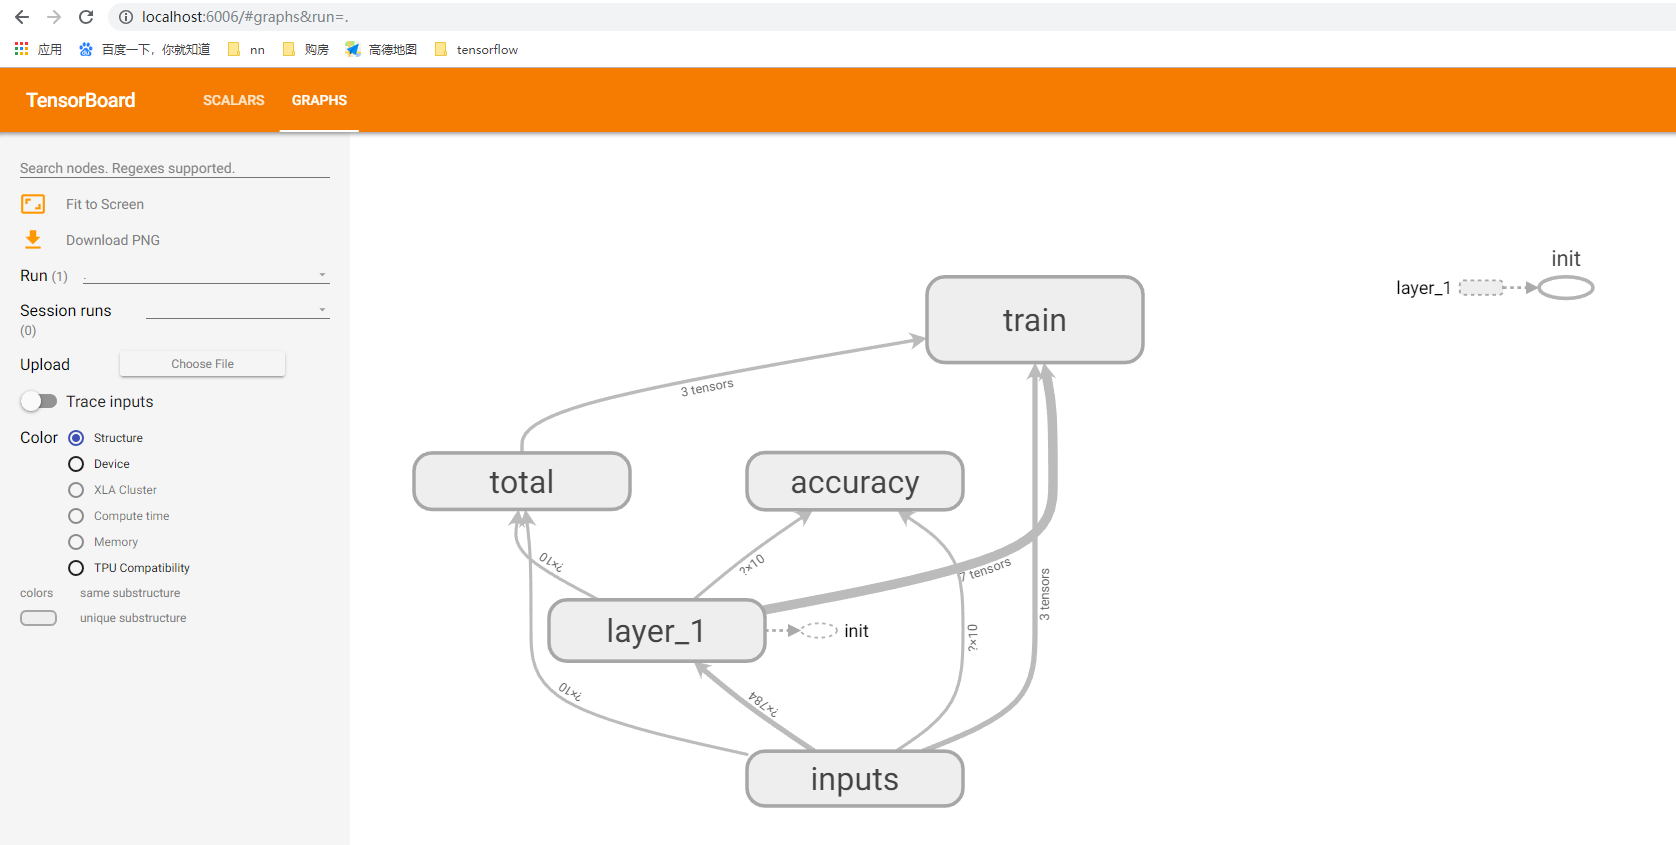 localhost:6006/#graphs&run=.
应用 百度一下，你就知道 nn 购房 高德地图 tensorflow
TensorBoard SCALARS GRAPHS
Search nodes. Regexes supported.
Fit to Screen
Download PNG
Run (1) .
Session runs
(0)
Upload Choose File
Trace inputs
Color Structure
Device
XLA Cluster
Compute time
Memory
TPU Compatibility
colors same substructure
unique substructure
init
layer_1
train
3 tensors
total
accuracy
?×10
?×10
7 tensors
3 tensors
layer_1
init
?×10
?×10
?×784
inputs